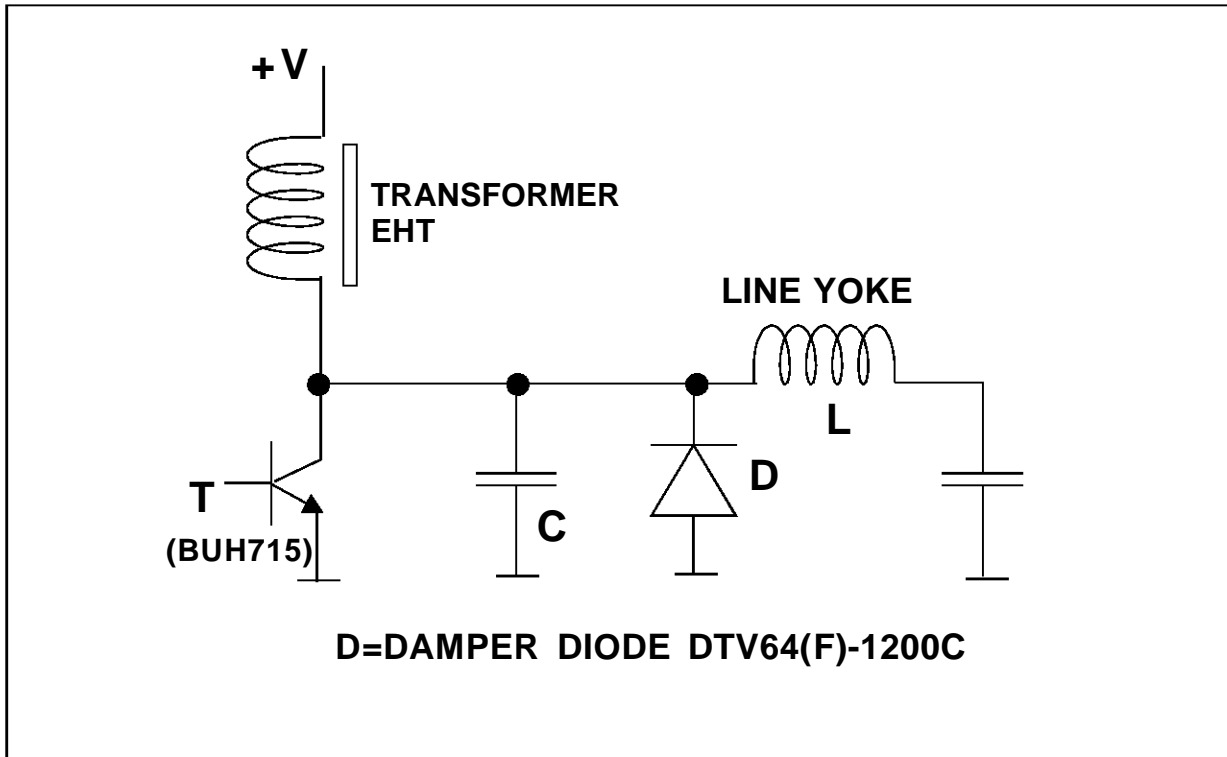 +V
TRANSFORMER
EHT
LINE YOKE
L
T
(BUH715)
C
D
D=DAMPER DIODE DTV64(F)-1200C